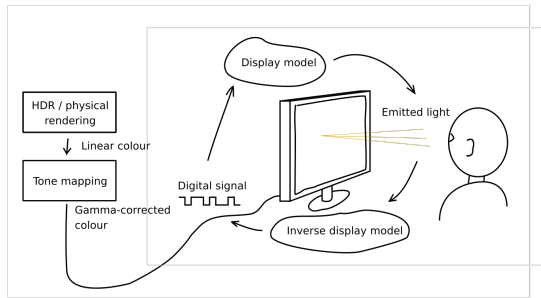 Display model
HDR / physical
rendering
Emitted light
Linear colour
Tone mapping
Digital signal
Gamma-corrected
colour
Inverse display model